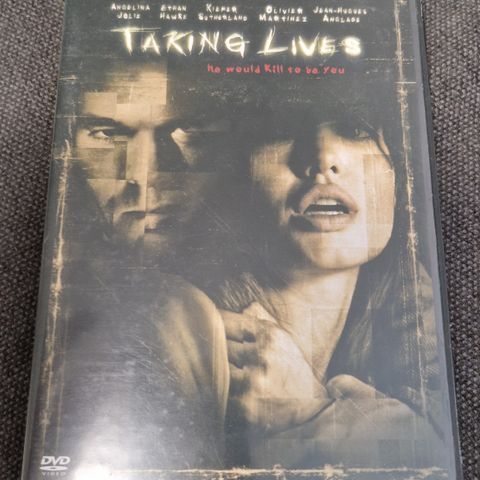 ANGELINA ETHAN KIEFER OLIVIER JEAN-HUGUES
JOLIE HAWKE SUTHERLAND MARTINEZ ANGLADE
TAKING LIVES
he would kill to be you
DVD
VIDEO